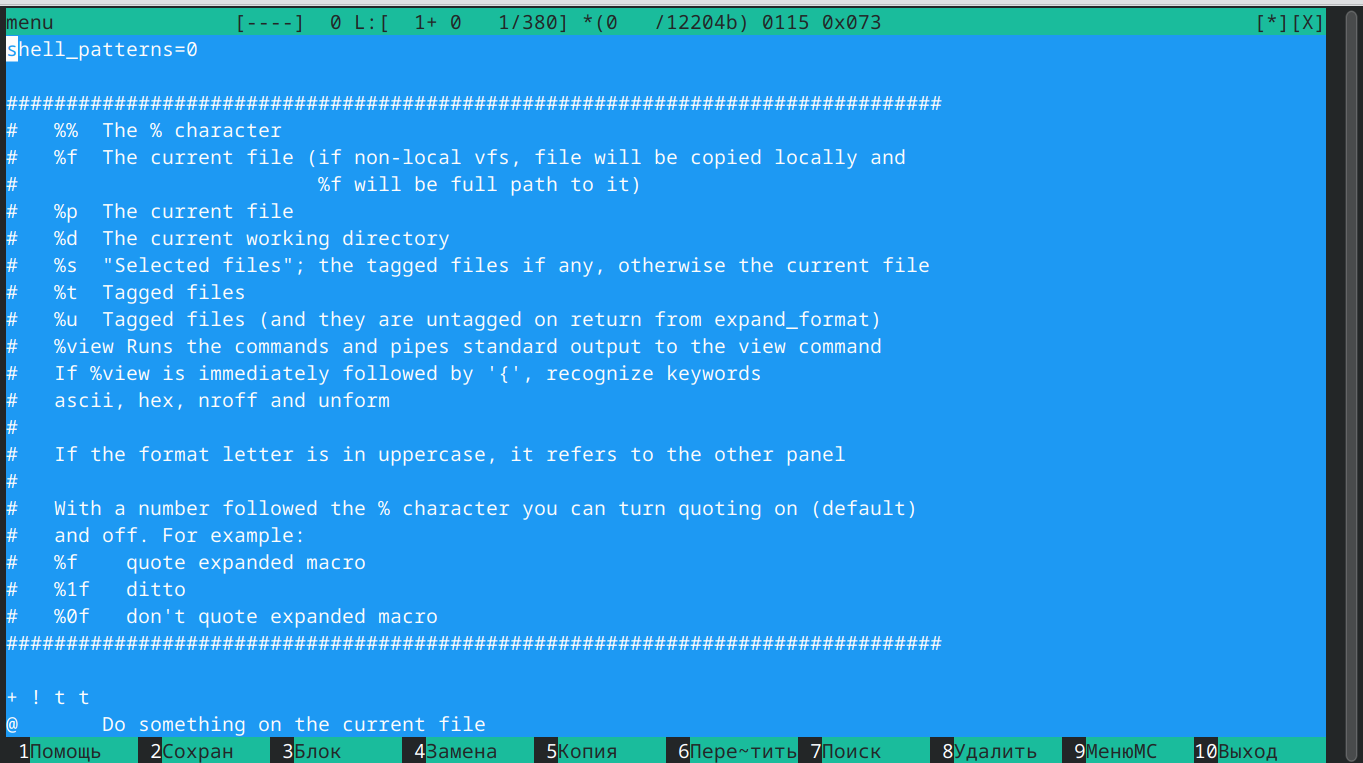 menu [----] 0 L:[ 1+ 0 1/380] *(0 /12204b) 0115 0x073 [*][X]
shell_patterns=0
##############################################################################
# %% The % character
# %f The current file (if non-local vfs, file will be copied locally and
# %f will be full path to it)
# %p The current file
# %d The current working directory
# %s "Selected files"; the tagged files if any, otherwise the current file
# %t Tagged files
# %u Tagged files (and they are untagged on return from expand_format)
# %view Runs the commands and pipes standard output to the view command
# If %view is immediately followed by '{', recognize keywords
# ascii, hex, nroff and unform
#
# If the format letter is in uppercase, it refers to the other panel
#
# With a number followed the % character you can turn quoting on (default)
# and off. For example:
# %f quote expanded macro
# %1f ditto
# %0f don't quote expanded macro
##############################################################################
+ ! t t
@ Do something on the current file
1Помощь 2Сохран 3Блок 4Замена 5Копия 6Пере~тить 7Поиск 8Удалить 9МенюMC 10Выход